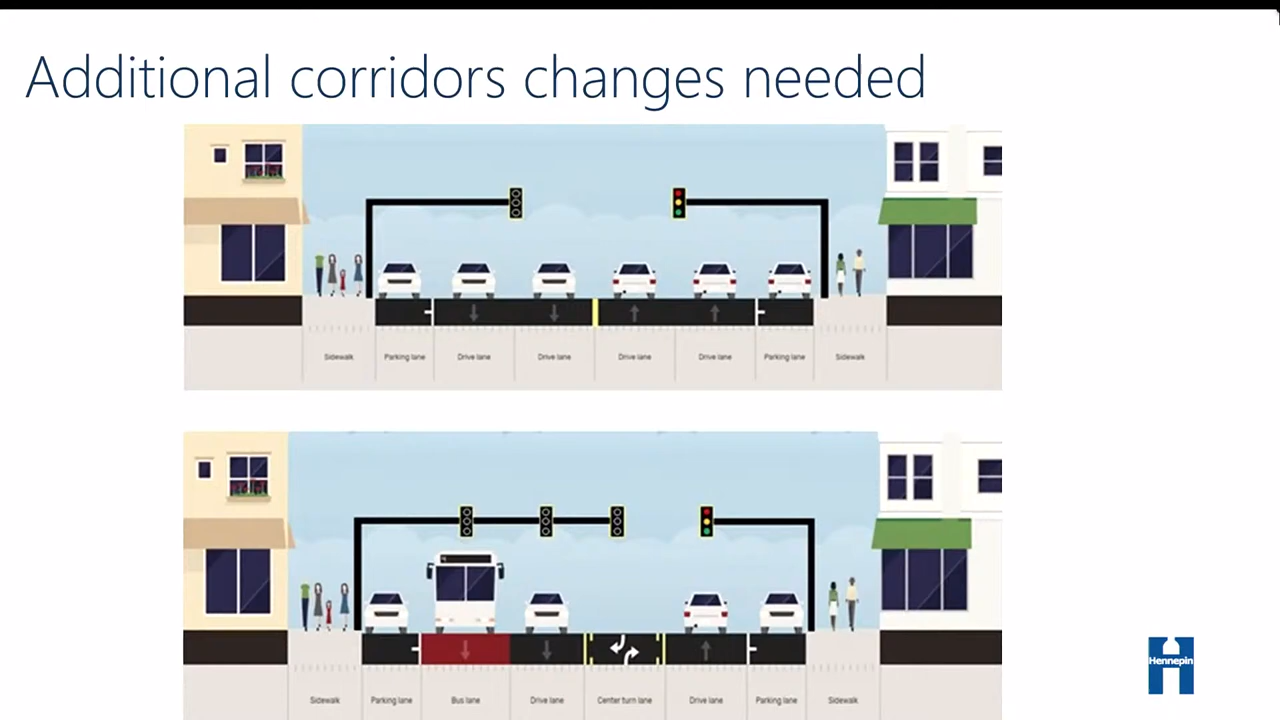 Additional corridors changes needed
Sidewalk Parking lane Drive lane Drive lane Drive lane Drive lane Parking lane Sidewalk
Sidewalk Parking lane Bus lane Drive lane Center turn lane Drive lane Parking lane Sidewalk
Hennepin